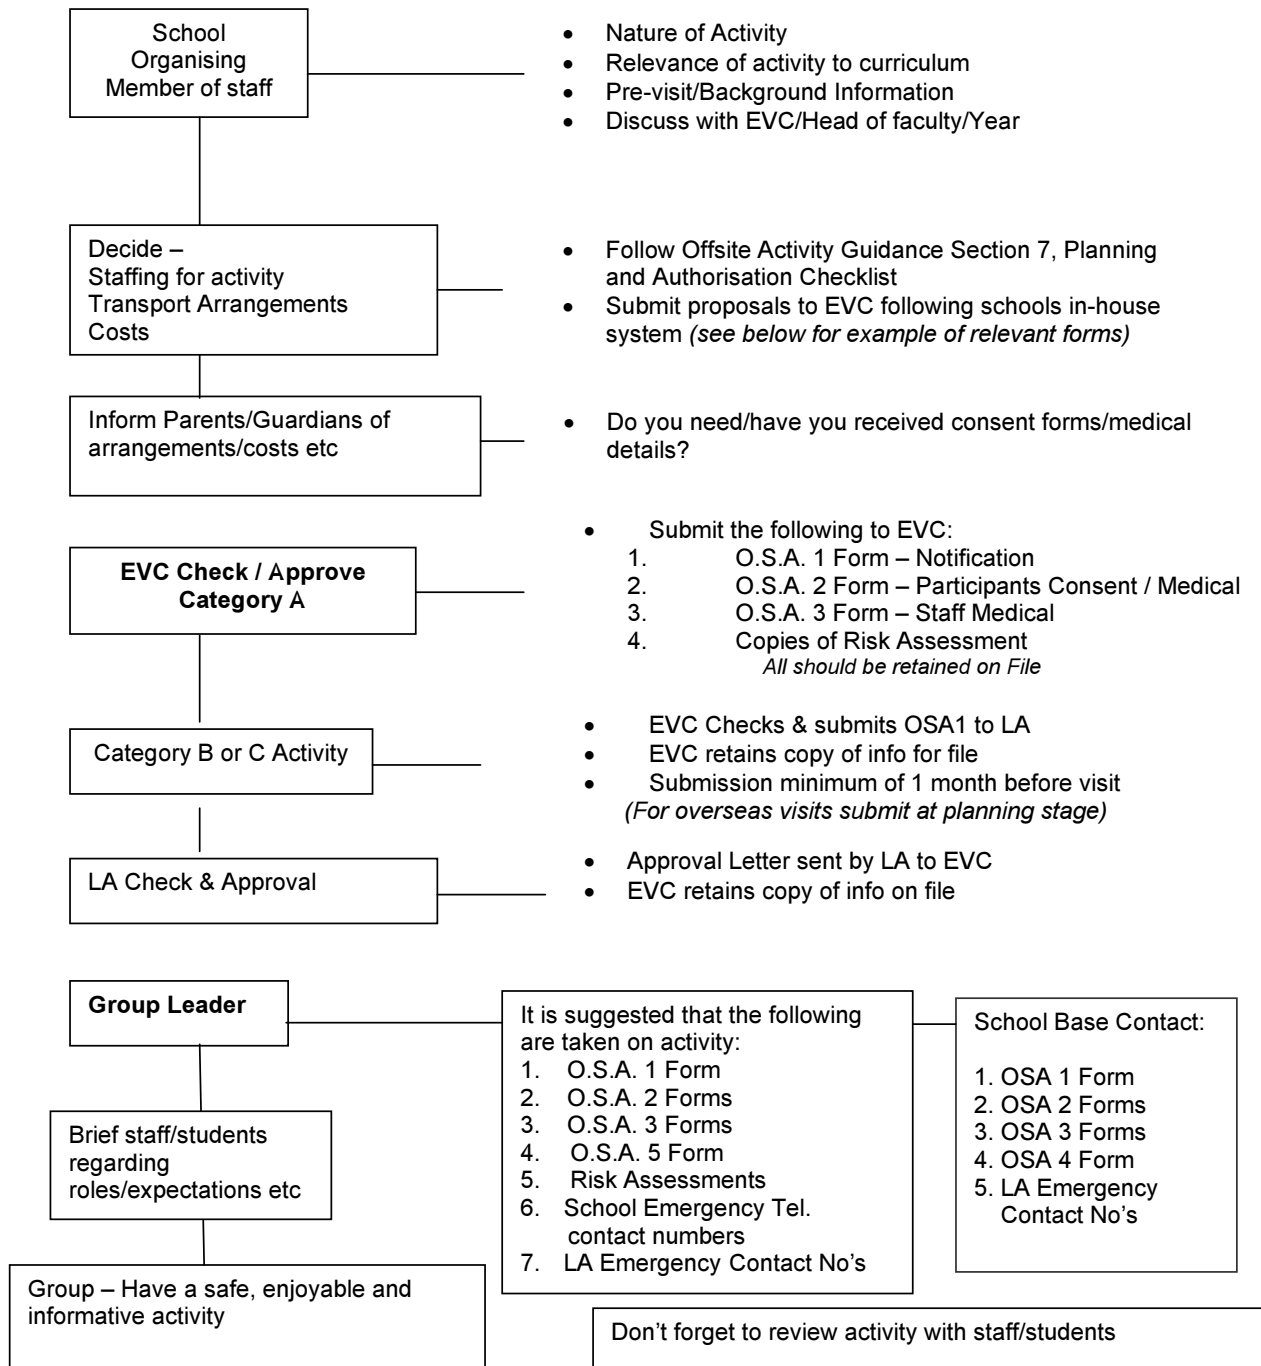 School
Organising
Member of staff
• Nature of Activity
• Relevance of activity to curriculum
• Pre-visit/Background Information
• Discuss with EVC/Head of faculty/Year
Decide –
Staffing for activity
Transport Arrangements
Costs
• Follow Offsite Activity Guidance Section 7, Planning
and Authorisation Checklist
• Submit proposals to EVC following schools in-house
system (see below for example of relevant forms)
Inform Parents/Guardians of
arrangements/costs etc
• Do you need/have you received consent forms/medical
details?
EVC Check / Approve
Category A
• Submit the following to EVC:
1. O.S.A. 1 Form – Notification
2. O.S.A. 2 Form – Participants Consent / Medical
3. O.S.A. 3 Form – Staff Medical
4. Copies of Risk Assessment
All should be retained on File
Category B or C Activity
• EVC Checks & submits OSA1 to LA
• EVC retains copy of info for file
• Submission minimum of 1 month before visit
(For overseas visits submit at planning stage)
LA Check & Approval
• Approval Letter sent by LA to EVC
• EVC retains copy of info on file
Group Leader
It is suggested that the following
are taken on activity:
1. O.S.A. 1 Form
2. O.S.A. 2 Forms
3. O.S.A. 3 Forms
4. O.S.A. 5 Form
5. Risk Assessments
6. School Emergency Tel.
contact numbers
7. LA Emergency Contact No's
School Base Contact:
1. OSA 1 Form
2. OSA 2 Forms
3. OSA 3 Forms
4. OSA 4 Form
5. LA Emergency
Contact No's
Brief staff/students
regarding
roles/expectations etc
Group – Have a safe, enjoyable and
informative activity
Don't forget to review activity with staff/students